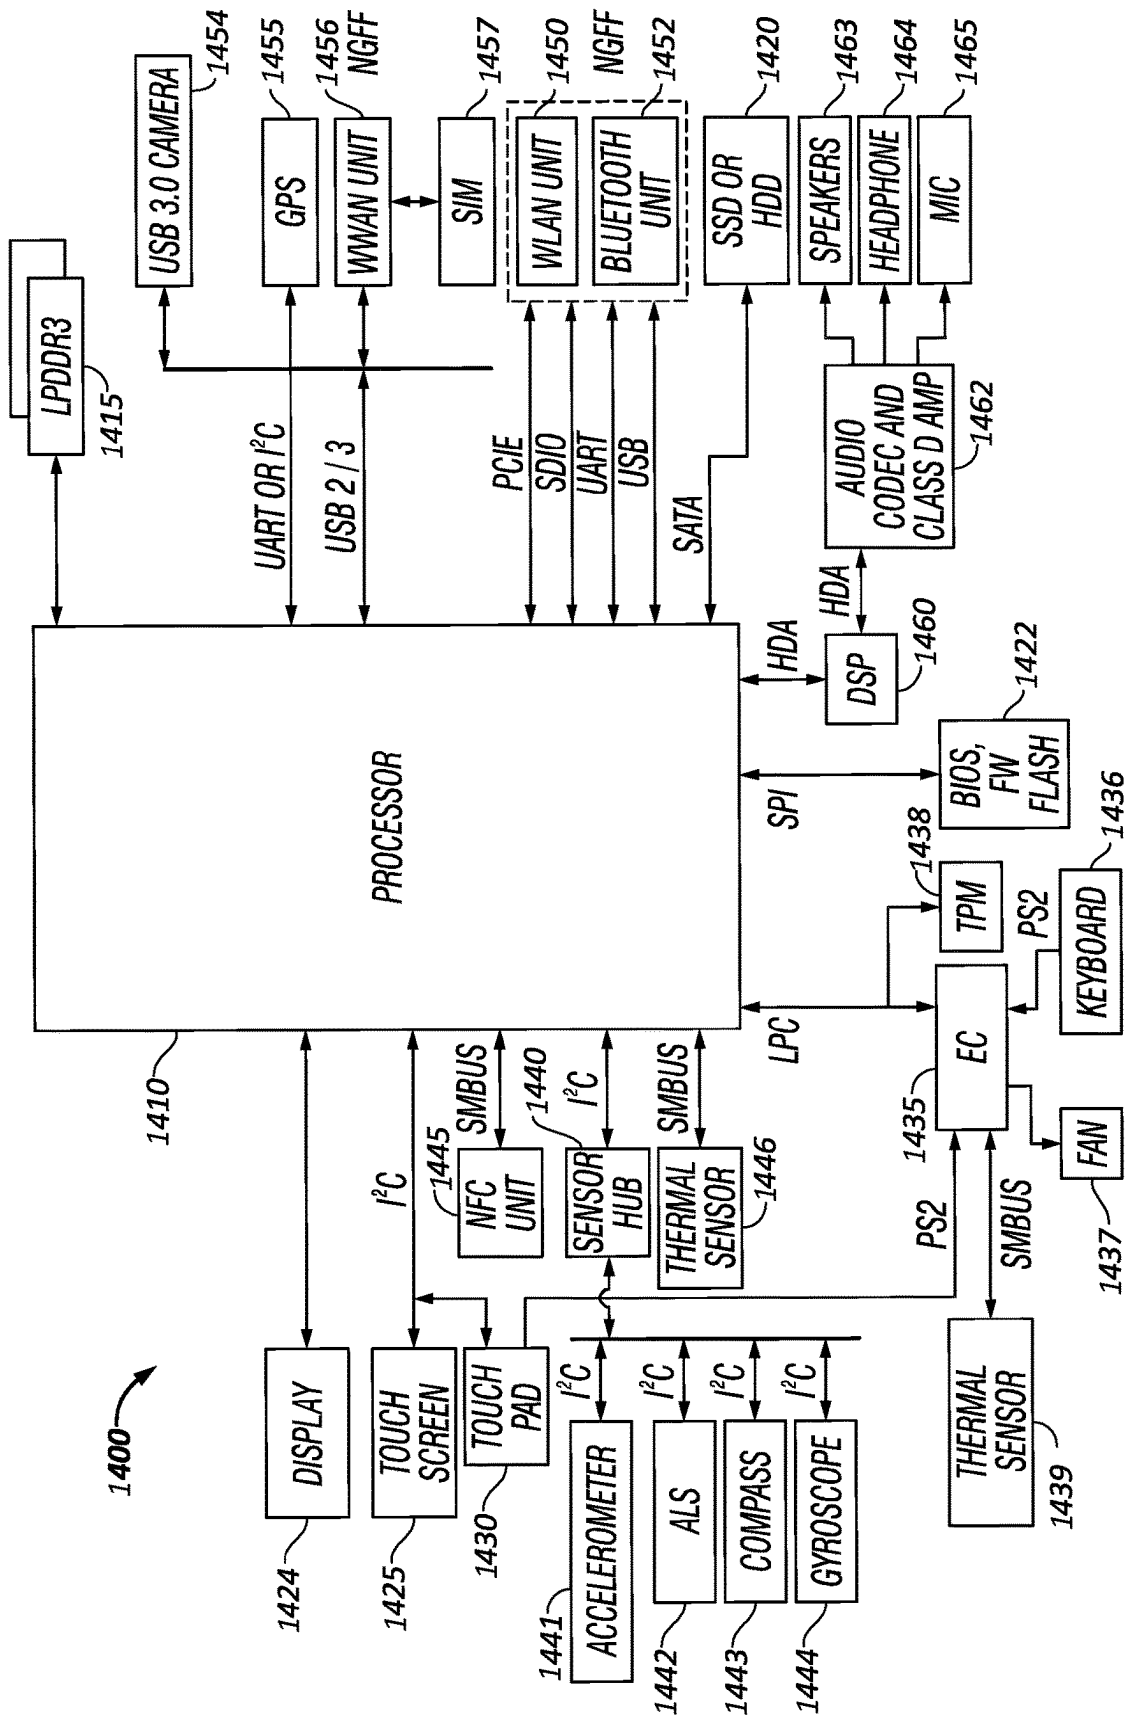 1400
1424
DISPLAY
1425
TOUCH
SCREEN
1430
TOUCH
PAD
I²C
1441
ACCELEROMETER
I²C
1442
ALS
I²C
1443
COMPASS
I²C
1444
GYROSCOPE
I²C
1445
NFC
UNIT
SMBUS
1440
SENSOR
HUB
I²C
THERMAL
SENSOR
1446
SMBUS
THERMAL
SENSOR
1439
PS2
SMBUS
1435
EC
FAN
1437
LPC
TPM
1438
PS2
KEYBOARD
1436
1410
PROCESSOR
SPI
BIOS,
FW
FLASH
1422
HDA
DSP
1460
HDA
AUDIO
CODEC AND
CLASS D AMP
1462
LPDDR3
1415
UART OR I²C
USB 2 / 3
PCIE
SDIO
UART
USB
SATA
USB 3.0 CAMERA
1454
GPS
1455
WWAN UNIT
1456
NGFF
SIM
1457
WLAN UNIT
1450
BLUETOOTH
UNIT
NGFF
1452
SSD OR
HDD
1420
SPEAKERS
1463
HEADPHONE
1464
MIC
1465